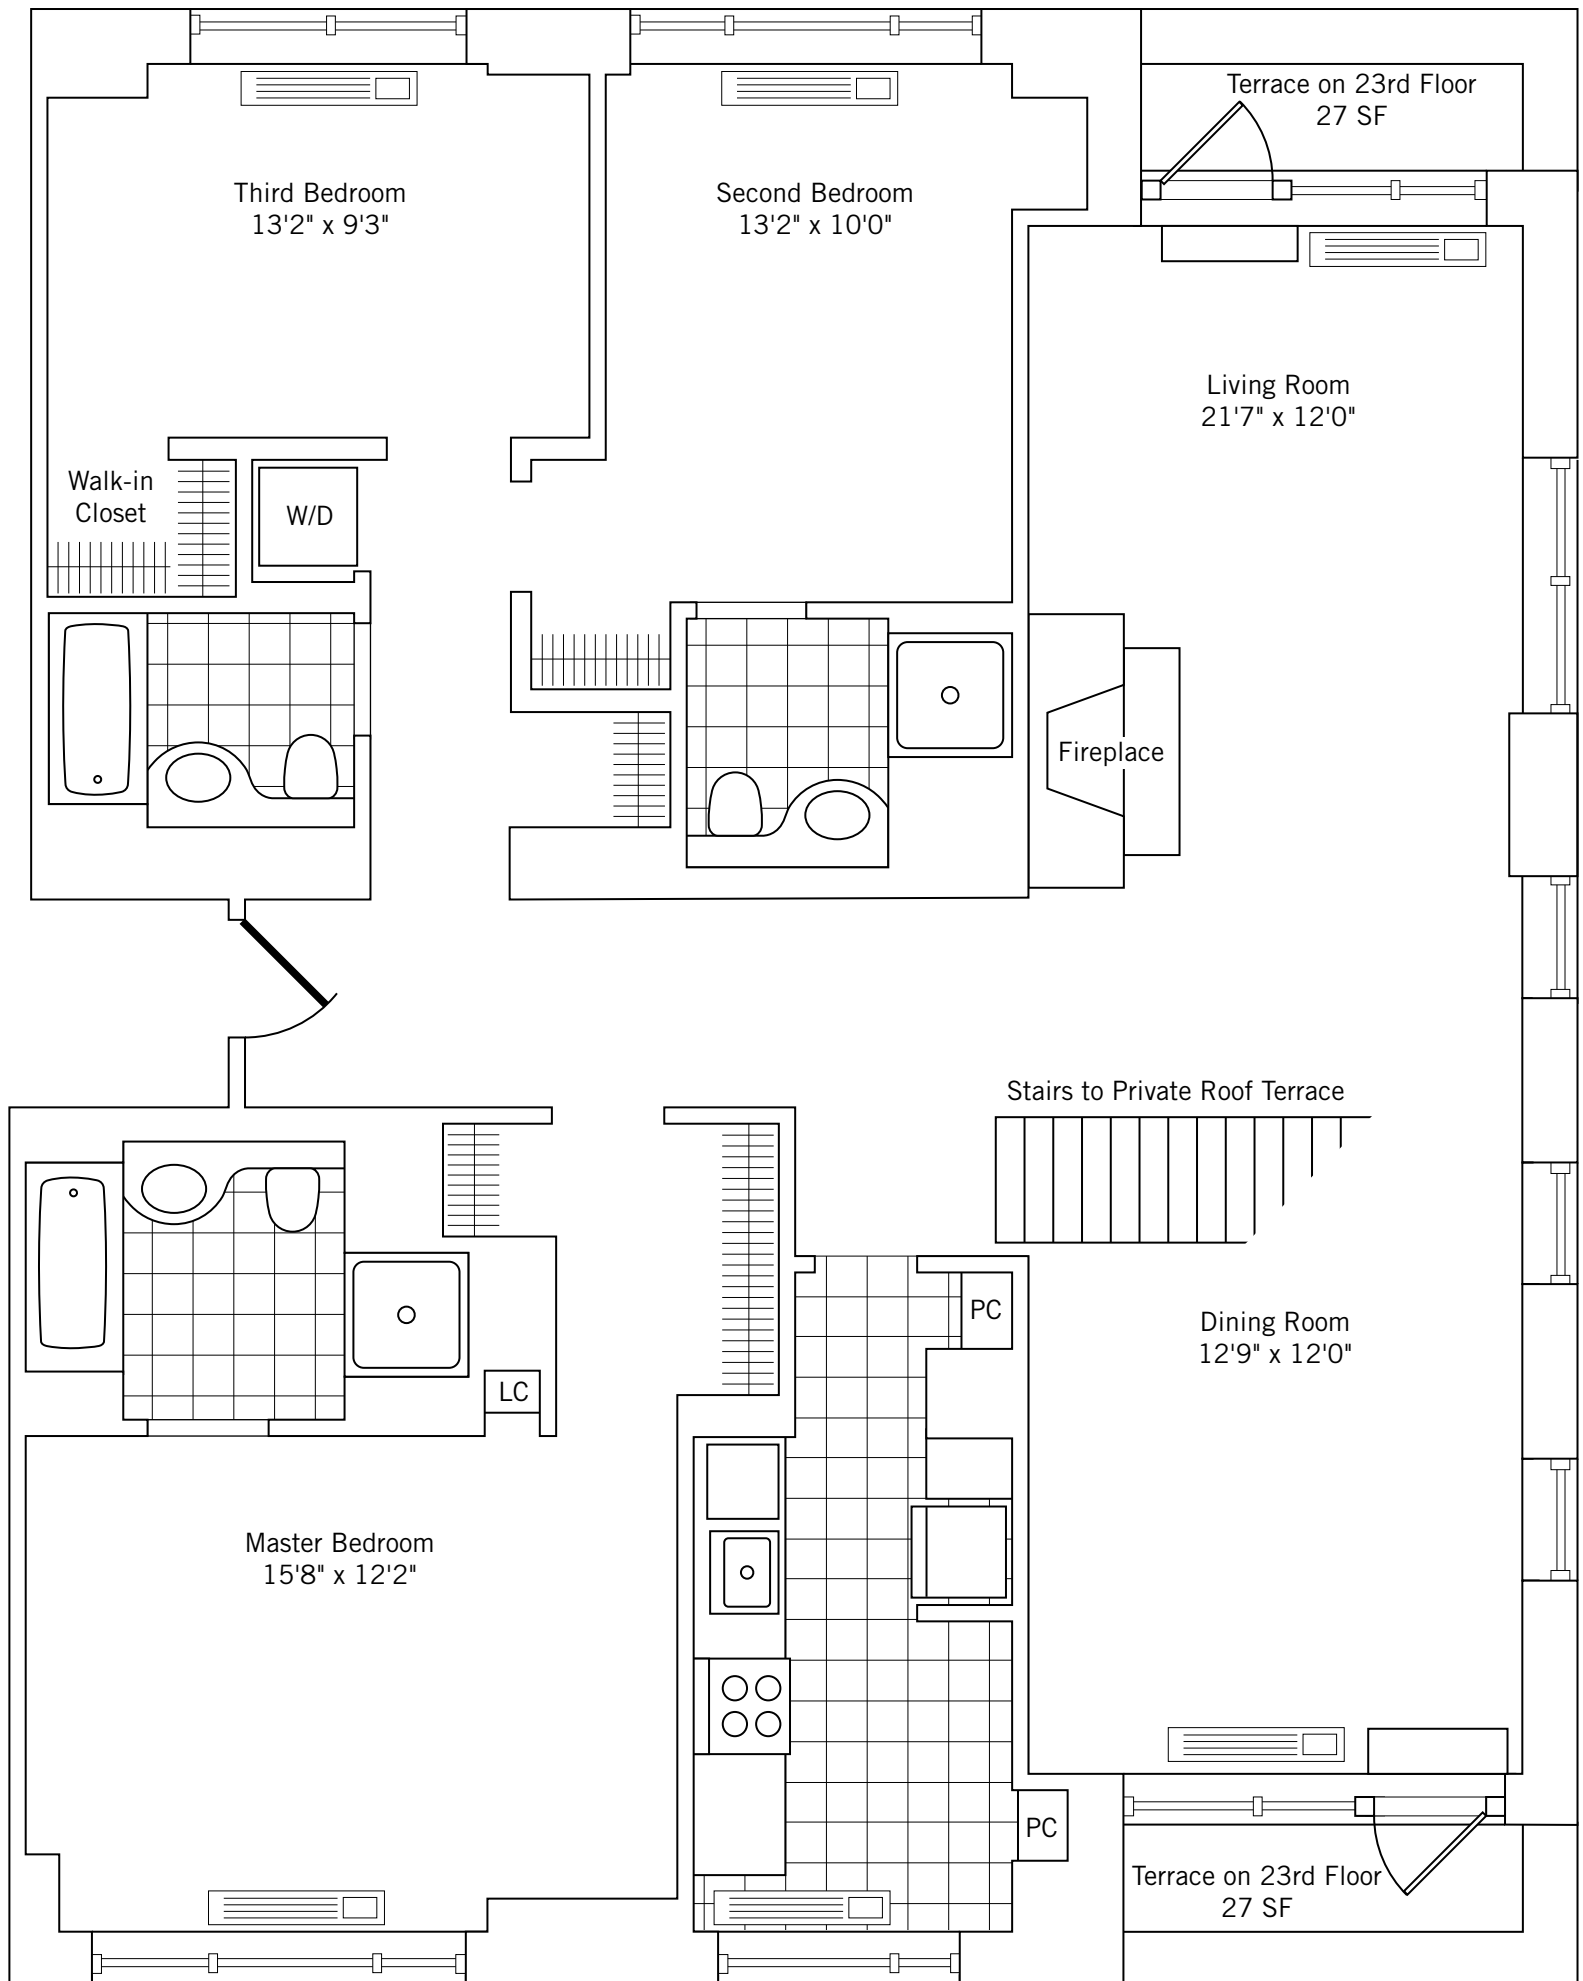 Terrace on 23rd Floor
27 SF
Third Bedroom
13'2" x 9'3"
Second Bedroom
13'2" x 10'0"
Living Room
21'7" x 12'0"
Walk-in
Closet
W/D
Fireplace
Stairs to Private Roof Terrace
PC
Dining Room
12'9" x 12'0"
LC
Master Bedroom
15'8" x 12'2"
PC
Terrace on 23rd Floor
27 SF